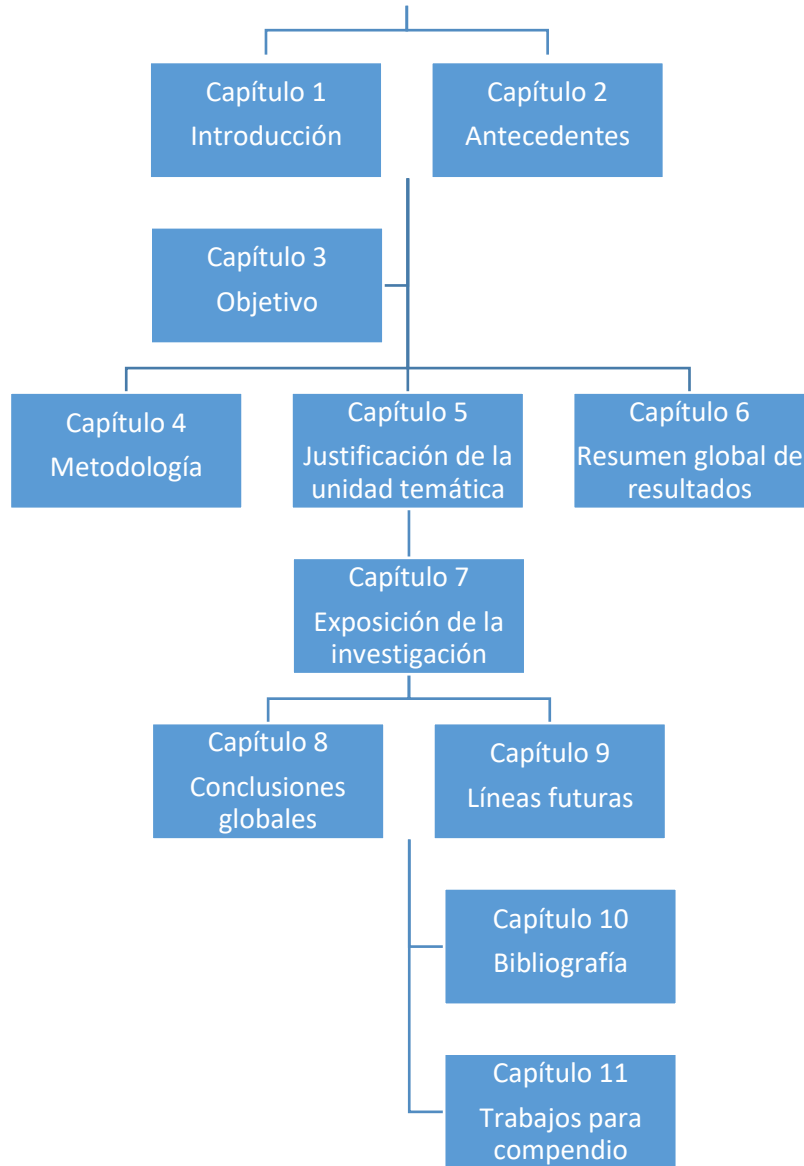 Capítulo 1
Introducción
Capítulo 2
Antecedentes
Capítulo 3
Objetivo
Capítulo 4
Metodología
Capítulo 5
Justificación de la
unidad temática
Capítulo 6
Resumen global de
resultados
Capítulo 7
Exposición de la
investigación
Capítulo 8
Conclusiones
globales
Capítulo 9
Líneas futuras
Capítulo 10
Bibliografía
Capítulo 11
Trabajos para
compendio